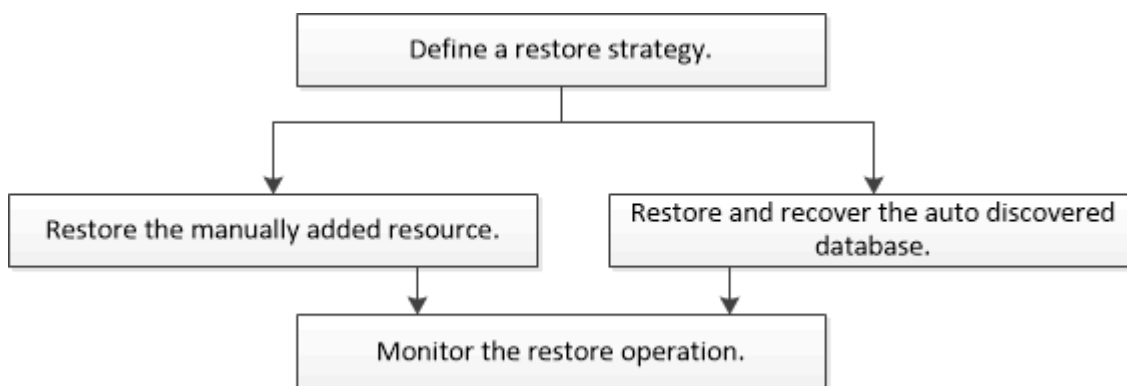 Define a restore strategy.
Restore the manually added resource.
Restore and recover the auto discovered
database.
Monitor the restore operation.